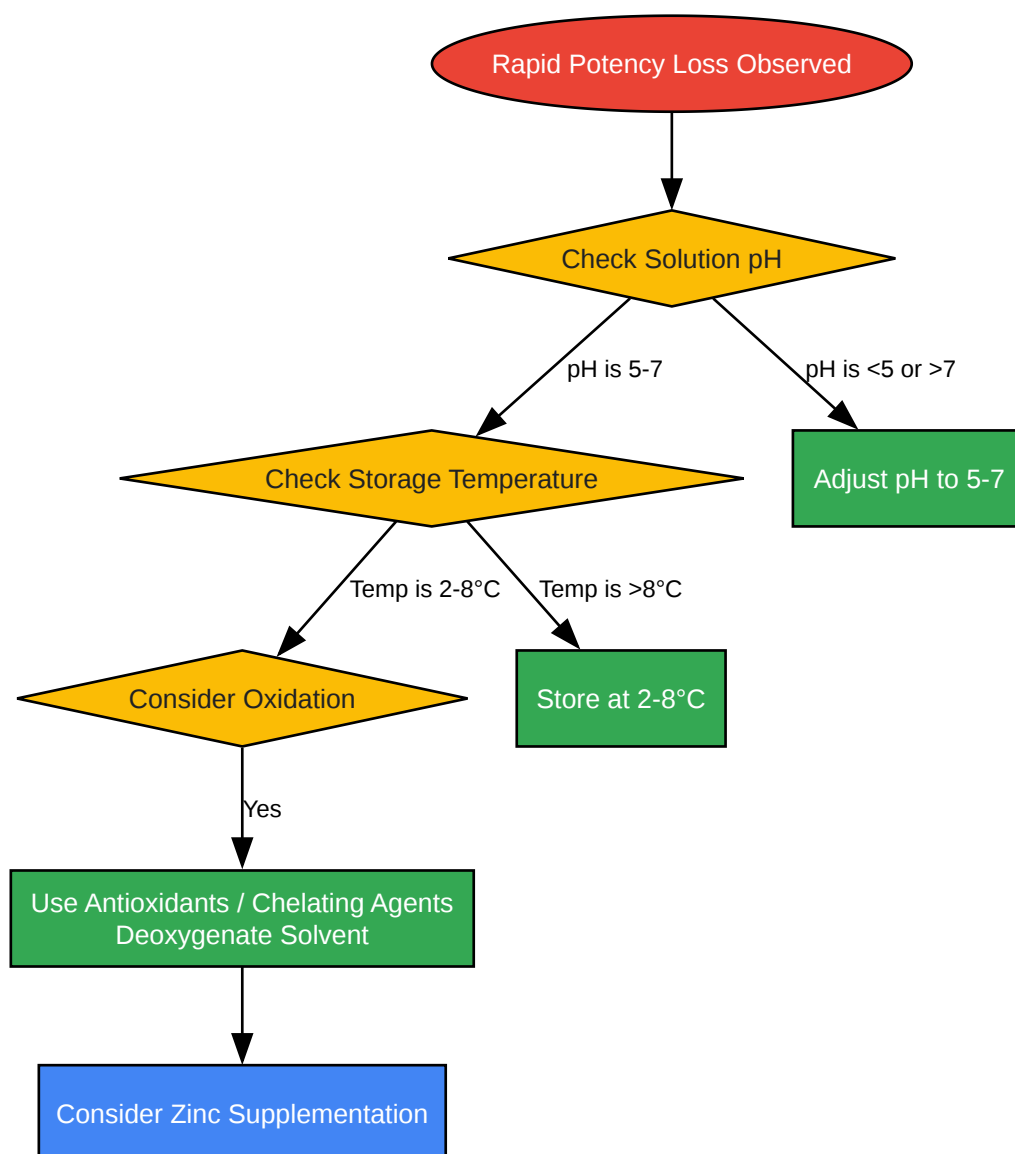 Rapid Potency Loss Observed
Check Solution pH
pH is 5-7
pH is <5 or >7
Check Storage Temperature
Adjust pH to 5-7
Temp is 2-8°C
Temp is >8°C
Consider Oxidation
Store at 2-8°C
Yes
Use Antioxidants / Chelating Agents
Deoxygenate Solvent
Consider Zinc Supplementation